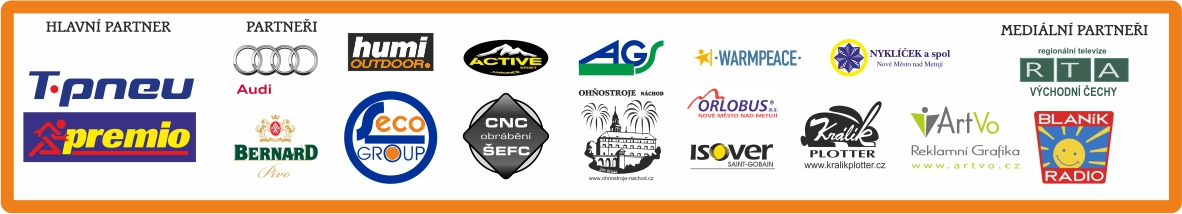 HLAVNÍ PARTNER
T·pneu
premio
PARTNEŘI
Audi
BERNARD
Pivo
humi
OUTDOOR.
eco
GROUP
ACTIVE
SPORT
CNC
obrábění
ŠEFC
AGS
OHŇOSTROJE NÁCHOD
www.ohnostroje-nachod.cz
WARMPEACE
ORLOBUS a.s.
NOVÉ MĚSTO NAD METUJÍ
ISOVER
SAINT-GOBAIN
NYKLÍČEK a spol
Nové Město nad Metují
Králík
PLOTTER
www.kralikplotter.cz
ArtVo
Reklamní Grafika
www.artvo.cz
MEDIÁLNÍ PARTNEŘI
regionální televize
RTA
VÝCHODNÍ ČECHY
BLANÍK
RADIO